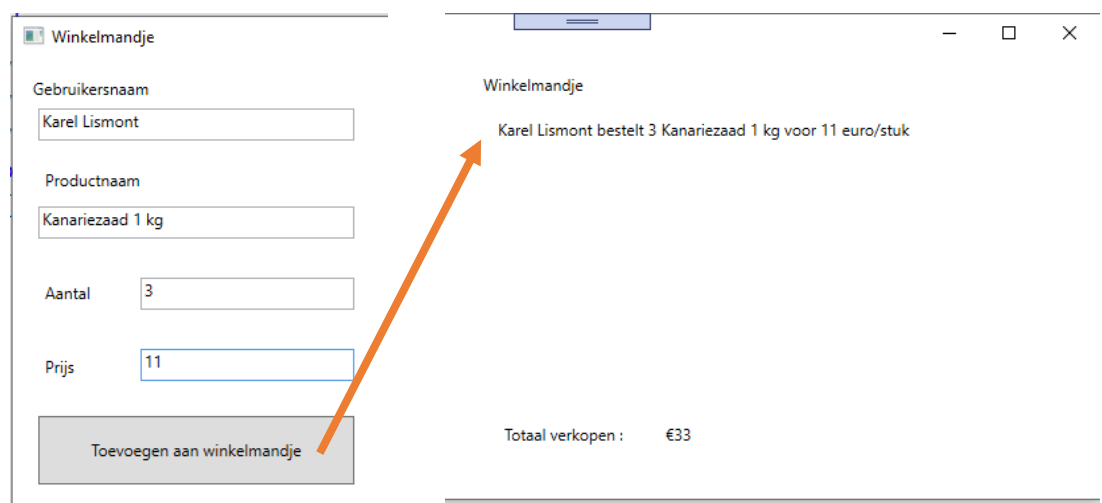 Winkelmandje
Gebruikersnaam
Karel Lismont
Productnaam
Kanariezaad 1 kg
Aantal
3
Prijs
11
Toevoegen aan winkelmandje
Winkelmandje
Karel Lismont bestelt 3 Kanariezaad 1 kg voor 11 euro/stuk
Totaal verkopen : €33